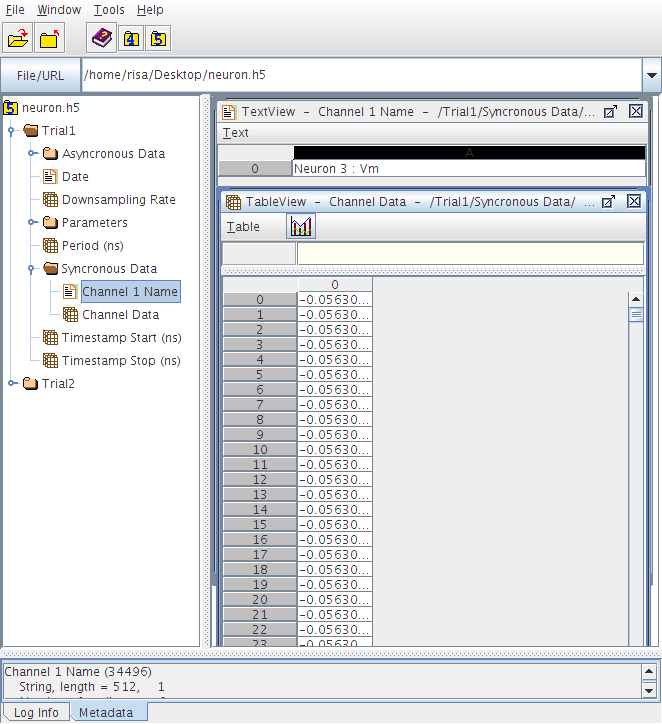 File Window Tools Help
4 5
File/URL /home/risa/Desktop/neuron.h5
5 neuron.h5
Trial1
Asyncronous Data
Date
Downsampling Rate
Parameters
Period (ns)
Syncronous Data
Channel 1 Name
Channel Data
Timestamp Start (ns)
Timestamp Stop (ns)
Trial2
TextView - Channel 1 Name - /Trial1/Syncronous Data/...
Text
A
0 Neuron 3 : Vm
TableView - Channel Data - /Trial1/Syncronous Data/ ...
Table
0
0 -0.05630...
1 -0.05630...
2 -0.05630...
3 -0.05630...
4 -0.05630...
5 -0.05630...
6 -0.05630...
7 -0.05630...
8 -0.05630...
9 -0.05630...
10 -0.05630...
11 -0.05630...
12 -0.05630...
13 -0.05630...
14 -0.05630...
15 -0.05630...
16 -0.05630...
17 -0.05630...
18 -0.05630...
19 -0.05630...
20 -0.05630...
21 -0.05630...
22 -0.05630...
23 -0.05630...
Channel 1 Name (34496)
String, length = 512, 1
Log Info Metadata